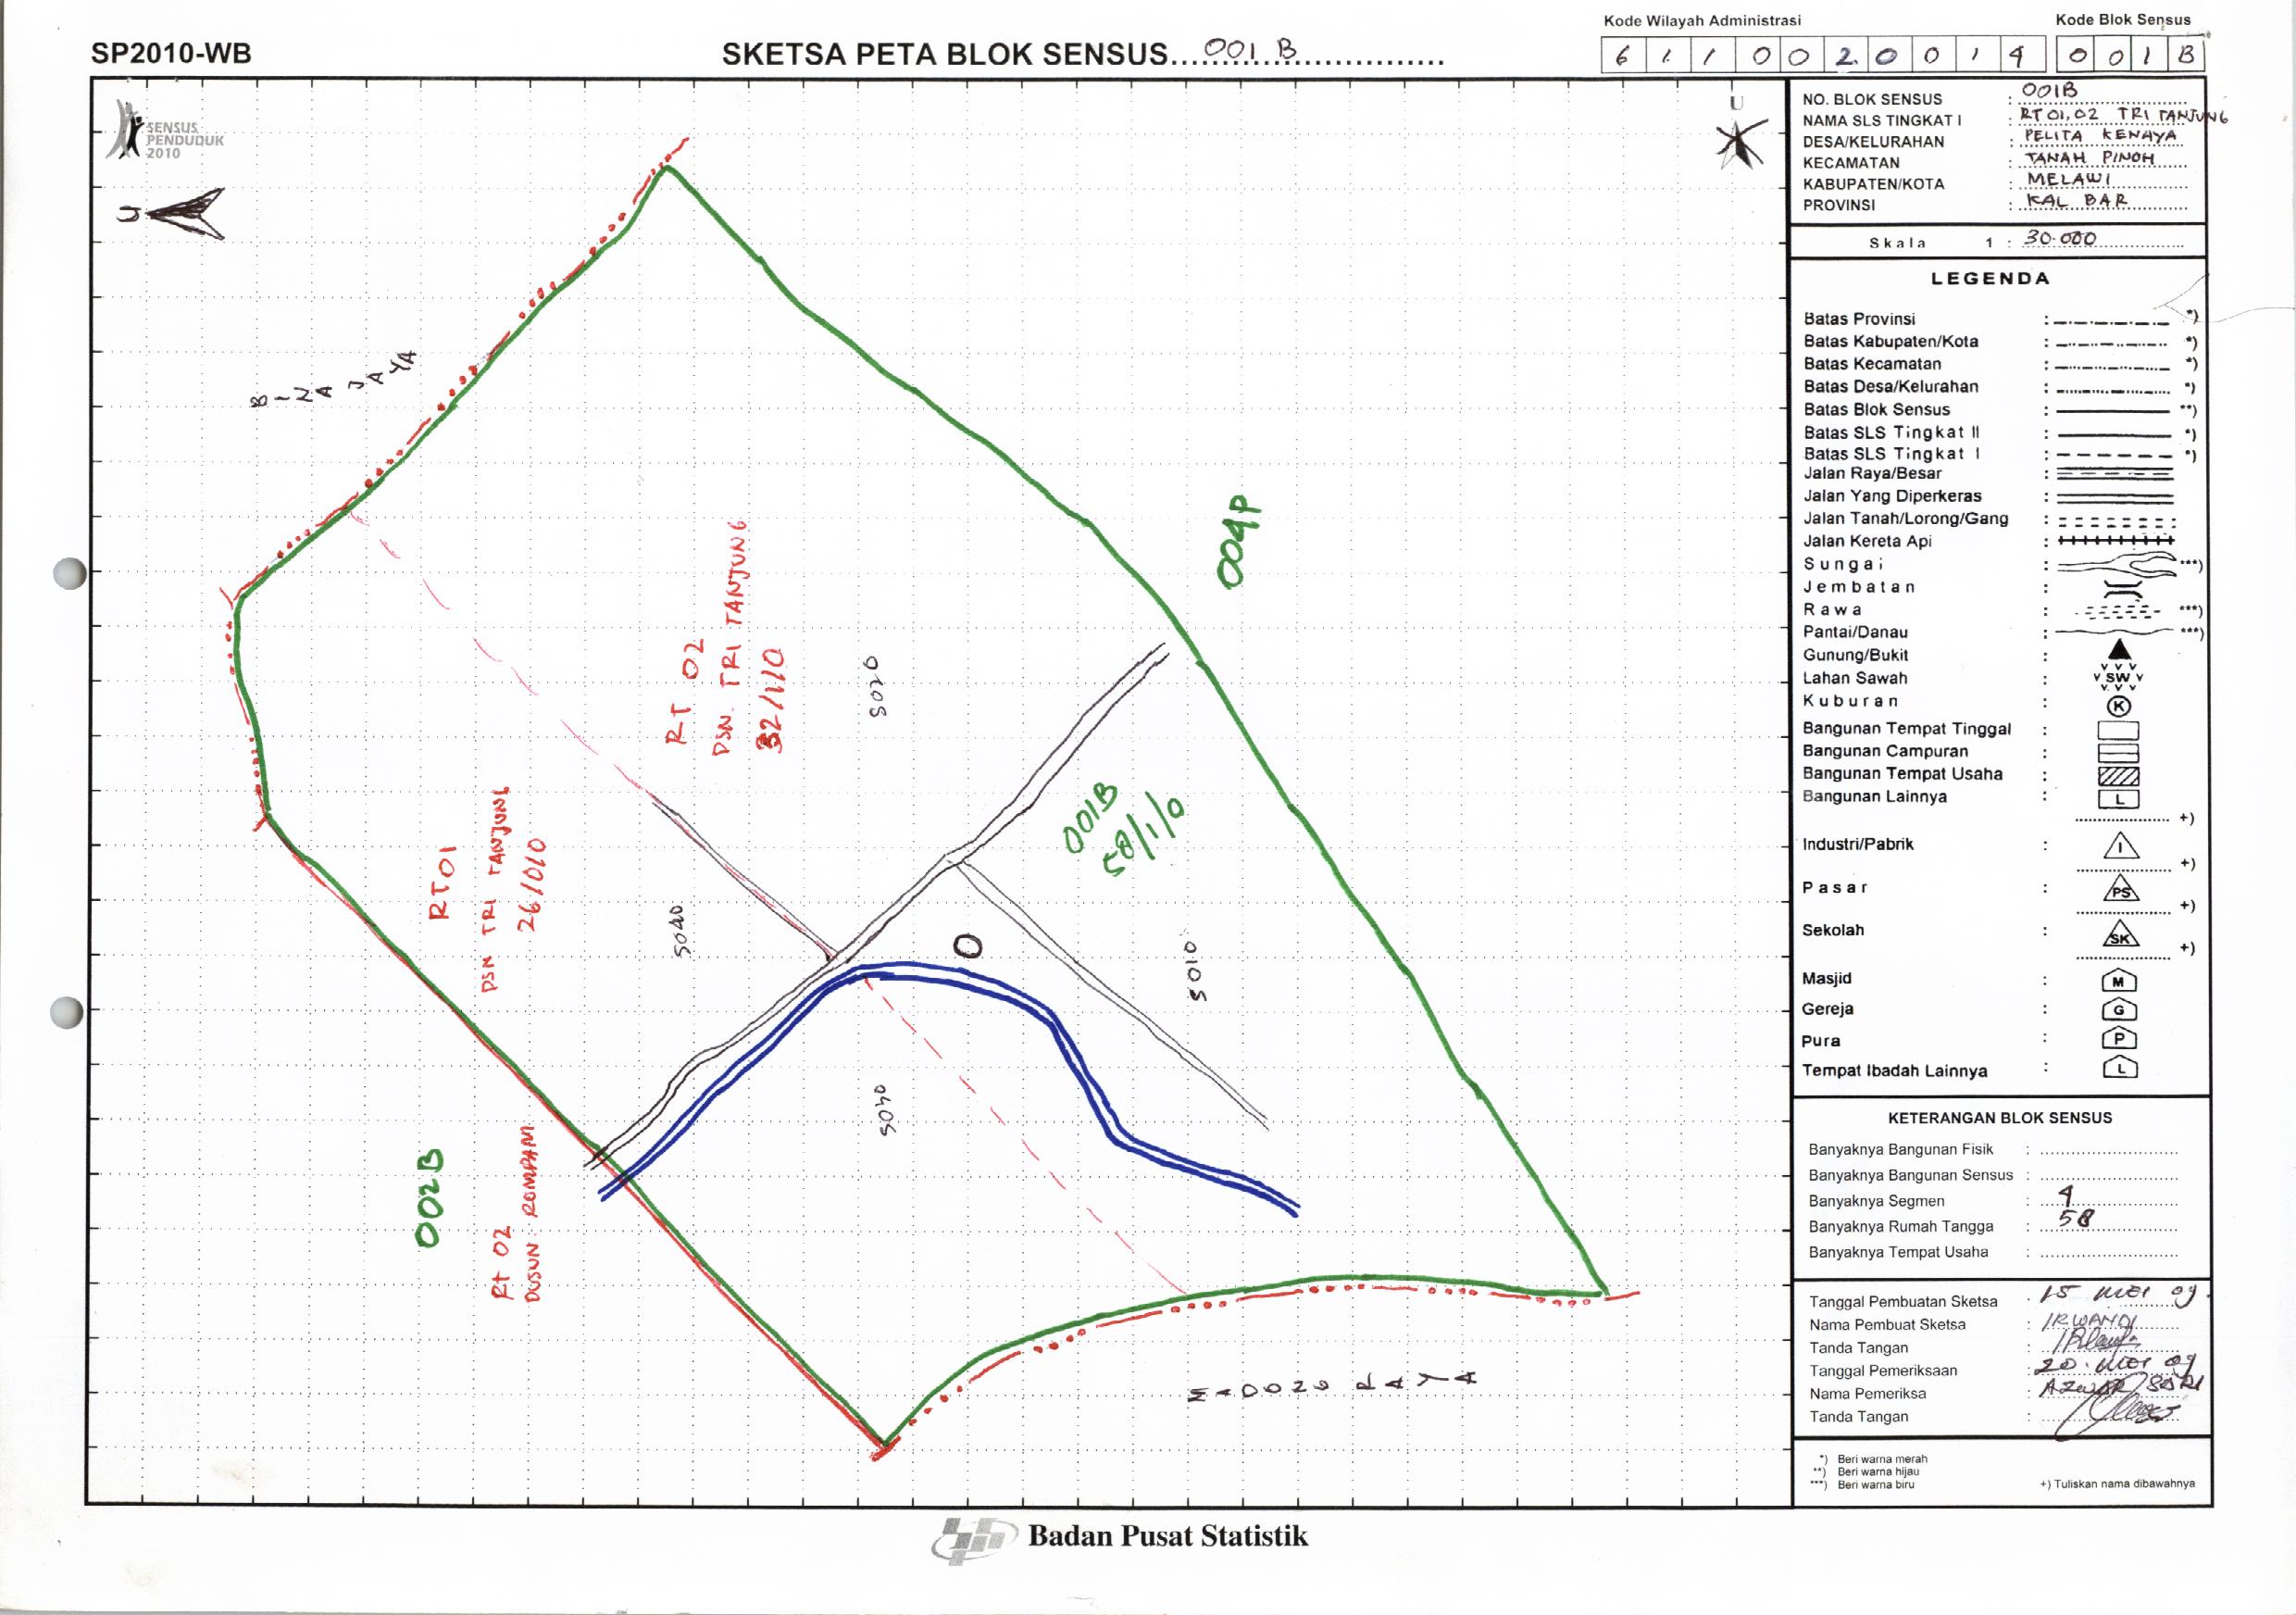 SP2010-WB
SKETSA PETA BLOK SENSUS 001 B
Kode Wilayah Administrasi
6 1 1 0 0 2 0 0 1 4
Kode Blok Sensus
0 0 1 B
SENSUS
PENDUDUK
2010
U
U
NO. BLOK SENSUS : 001B
NAMA SLS TINGKAT I : RT 01,02 TRI TANJUNG
DESA/KELURAHAN : PELITA KENAYA
KECAMATAN : TANAH PINOH
KABUPATEN/KOTA : MELAWI
PROVINSI : KAL BAR
Skala 1 : 30.000
LEGENDA
Batas Provinsi : *)
Batas Kabupaten/Kota : *)
Batas Kecamatan : *)
Batas Desa/Kelurahan : *)
Batas Blok Sensus : **)
Batas SLS Tingkat II : *)
Batas SLS Tingkat I : *)
Jalan Raya/Besar :
Jalan Yang Diperkeras :
Jalan Tanah/Lorong/Gang :
Jalan Kereta Api :
Sungai : ***)
Jembatan :
Rawa : ***)
Pantai/Danau : ***)
Gunung/Bukit :
Lahan Sawah : SW
Kuburan : K
Bangunan Tempat Tinggal :
Bangunan Campuran :
Bangunan Tempat Usaha :
Bangunan Lainnya : L
+)
Industri/Pabrik : I
+)
Pasar : PS
+)
Sekolah : SK
+)
Masjid : M
Gereja : G
Pura : P
Tempat Ibadah Lainnya : L
KETERANGAN BLOK SENSUS
Banyaknya Bangunan Fisik :
Banyaknya Bangunan Sensus :
Banyaknya Segmen : 4
Banyaknya Rumah Tangga : 58
Banyaknya Tempat Usaha :
Tanggal Pembuatan Sketsa : 15 Mei 09
Nama Pembuat Sketsa : IRWANDI
Tanda Tangan :
Tanggal Pemeriksaan : 20 Mei 09
Nama Pemeriksa :
Tanda Tangan :
*) Beri warna merah
**) Beri warna hijau
***) Beri warna biru
+) Tuliskan nama dibawahnya
BINA JAYA
004P
RT 02
DSN. TRI TANJUNG
32/1/0
S020
001B
58/1/0
RT 01
DSN TRI TANJUNG
26/0/0
S040
O
S010
S040
002B
RT 02
DUSUN : ROMPAM
Badan Pusat Statistik